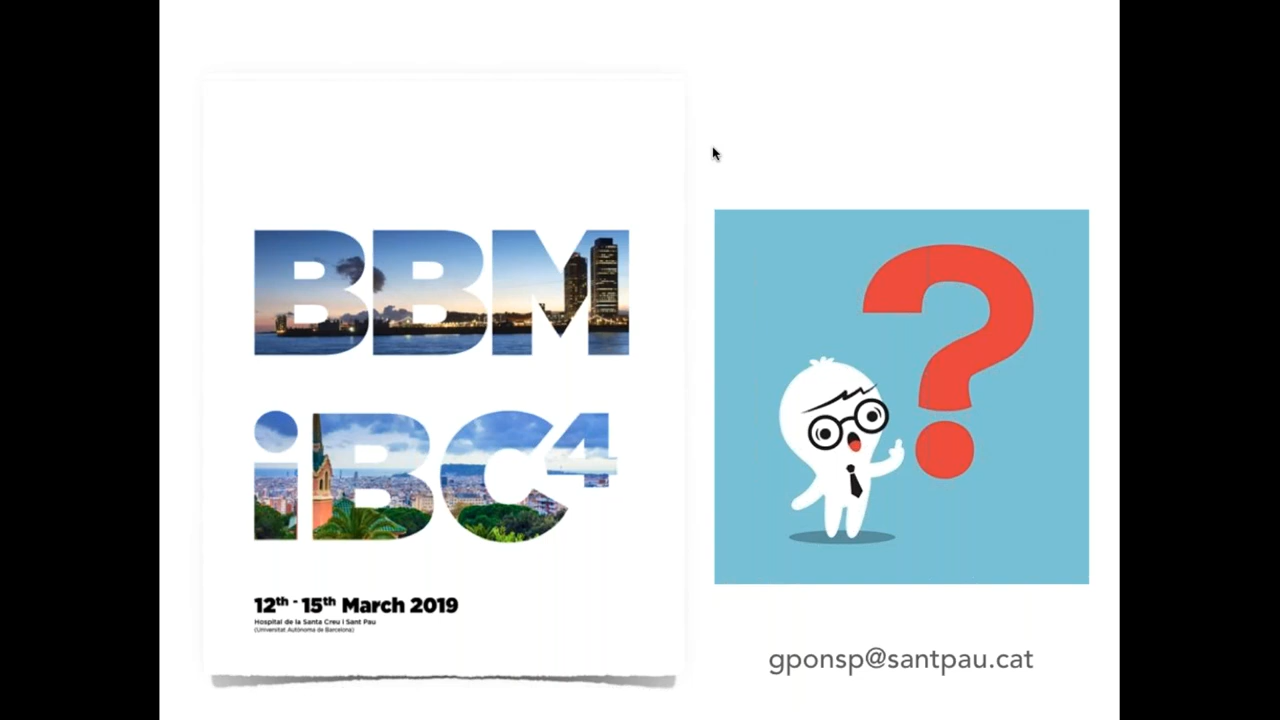 BBM
iBC4
12th - 15th March 2019
Hospital de la Santa Creu i Sant Pau
(Universitat Autònoma de Barcelona)
?
gponsp@santpau.cat